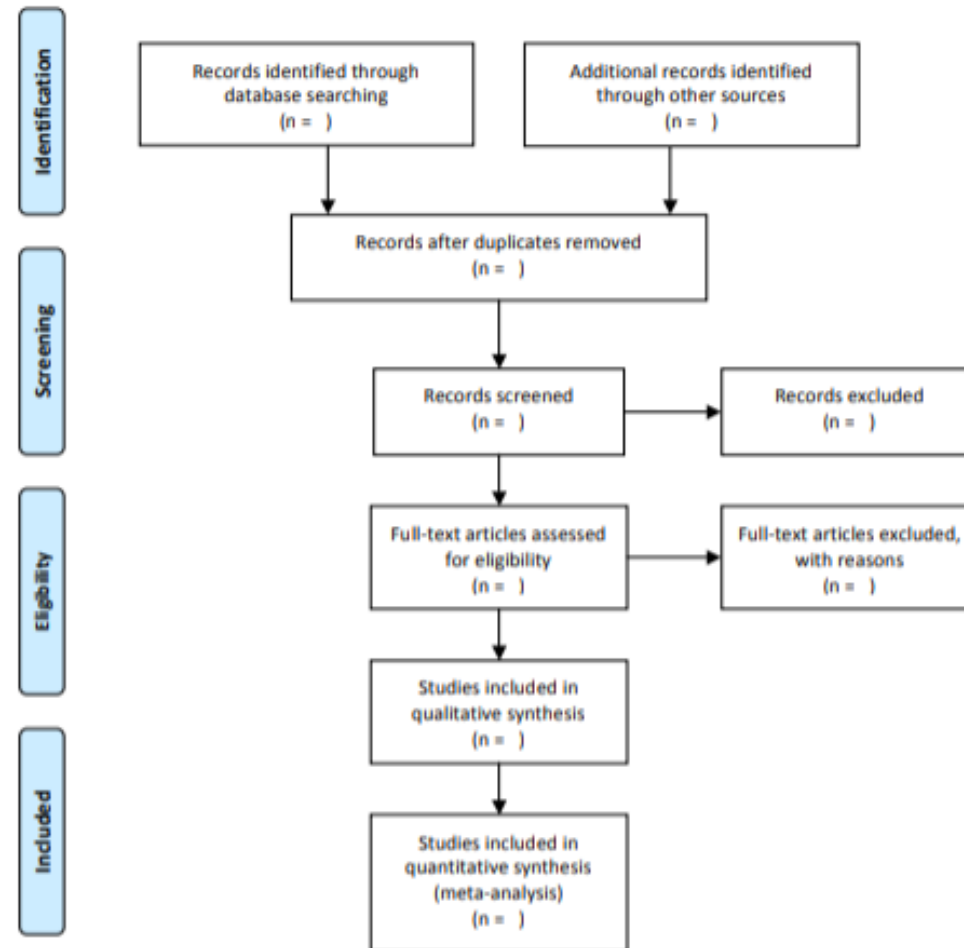 Identification
Records identified through
database searching
(n =   )
Additional records identified
through other sources
(n =   )
Records after duplicates removed
(n =   )
Screening
Records screened
(n =   )
Records excluded
(n =   )
Eligibility
Full-text articles assessed
for eligibility
(n =   )
Full-text articles excluded,
with reasons
(n =   )
Studies included in
qualitative synthesis
(n =   )
Included
Studies included in
quantitative synthesis
(meta-analysis)
(n =   )